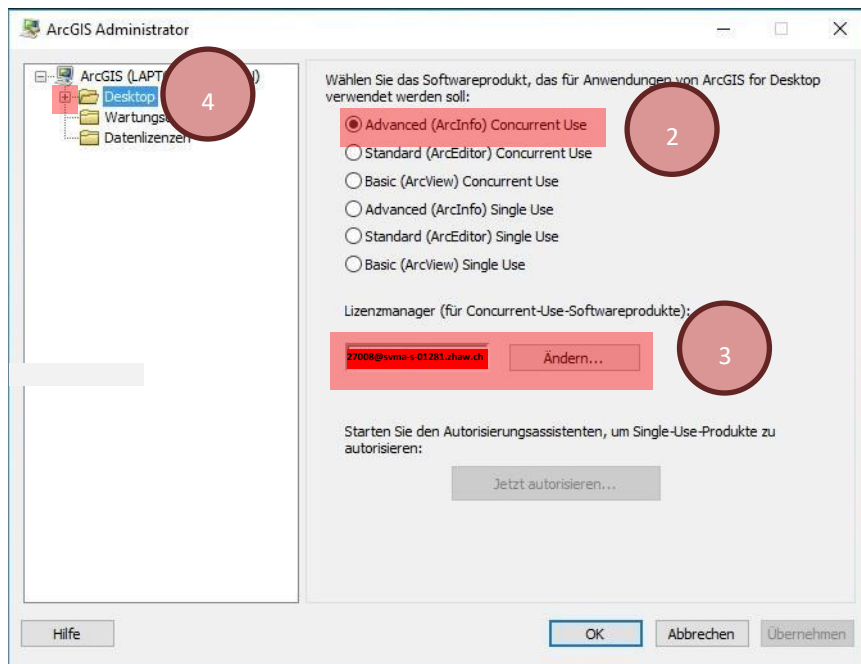 ArcGIS Administrator
ArcGIS
Desktop
4
Datenlizenzen
Wählen Sie das Softwareprodukt, das für Anwendungen von ArcGIS for Desktop
verwendet werden soll:
Advanced (ArcInfo) Concurrent Use
2
Standard (ArcEditor) Concurrent Use
Basic (ArcView) Concurrent Use
Advanced (ArcInfo) Single Use
Standard (ArcEditor) Single Use
Basic (ArcView) Single Use
Lizenzmanager (für Concurrent-Use-Softwareprodukte):
27008@svma-s-01281.zhaw.ch
Ändern...
3
Starten Sie den Autorisierungsassistenten, um Single-Use-Produkte zu
autorisieren:
Jetzt autorisieren...
Hilfe
OK
Abbrechen
Übernehmen